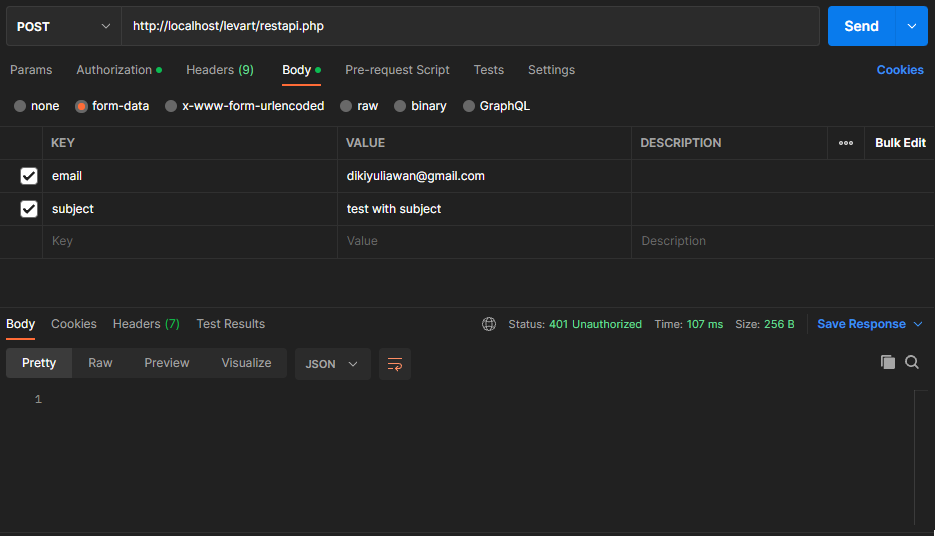 POST http://localhost/levart/restapi.php Send
Params Authorization Headers (9) Body Pre-request Script Tests Settings Cookies
none form-data x-www-form-urlencoded raw binary GraphQL
KEY VALUE DESCRIPTION Bulk Edit
email dikiyuliawan@gmail.com
subject test with subject
Key Value Description
Body Cookies Headers (7) Test Results Status: 401 Unauthorized Time: 107 ms Size: 256 B Save Response
Pretty Raw Preview Visualize JSON
1